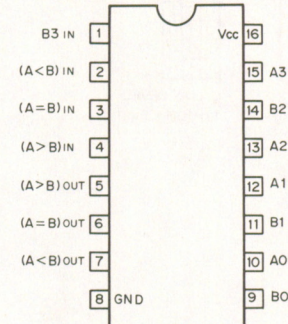 B3 IN 1
(A<B) IN 2
(A=B) IN 3
(A>B) IN 4
(A>B) OUT 5
(A=B) OUT 6
(A<B) OUT 7
8 GND
Vcc 16
15 A3
14 B2
13 A2
12 A1
11 B1
10 A0
9 B0